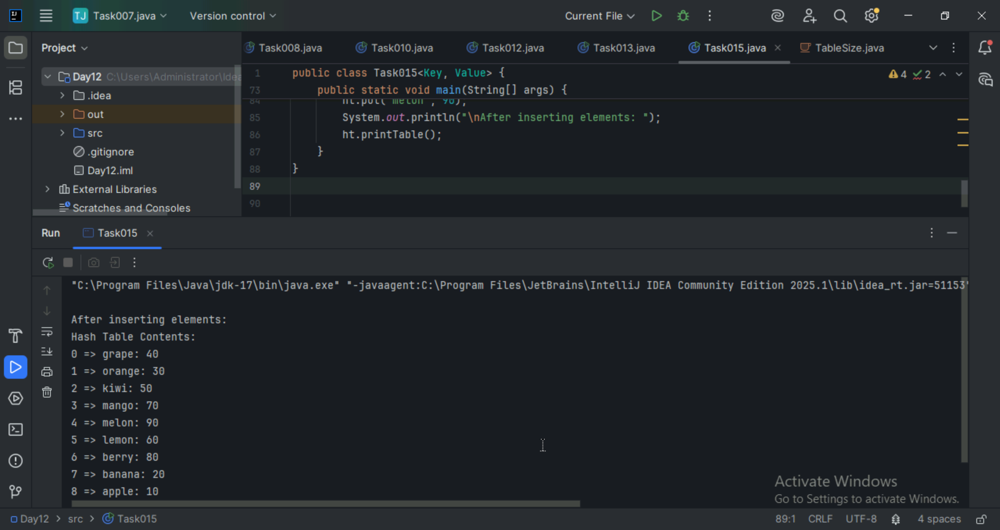 TJ Task007.java Version control Current File
Project
Task008.java Task010.java Task012.java Task013.java Task015.java TableSize.java
Day12 C:\Users\Administrator\Idea
.idea
out
src
.gitignore
Day12.iml
External Libraries
Scratches and Consoles
1 public class Task015<Key, Value> {
4 2
73 public static void main(String[] args) {
84 ht.put("melon", 90);
85 System.out.println("\nAfter inserting elements: ");
86 ht.printTable();
87 }
88 }
89
90
Run Task015
"C:\Program Files\Java\jdk-17\bin\java.exe" "-javaagent:C:\Program Files\JetBrains\IntelliJ IDEA Community Edition 2025.1\lib\idea_rt.jar=51153"
After inserting elements:
Hash Table Contents:
0 => grape: 40
1 => orange: 30
2 => kiwi: 50
3 => mango: 70
4 => melon: 90
5 => lemon: 60
6 => berry: 80
7 => banana: 20
8 => apple: 10
Activate Windows
Go to Settings to activate Windows.
Day12 > src > Task015
89:1 CRLF UTF-8 4 spaces